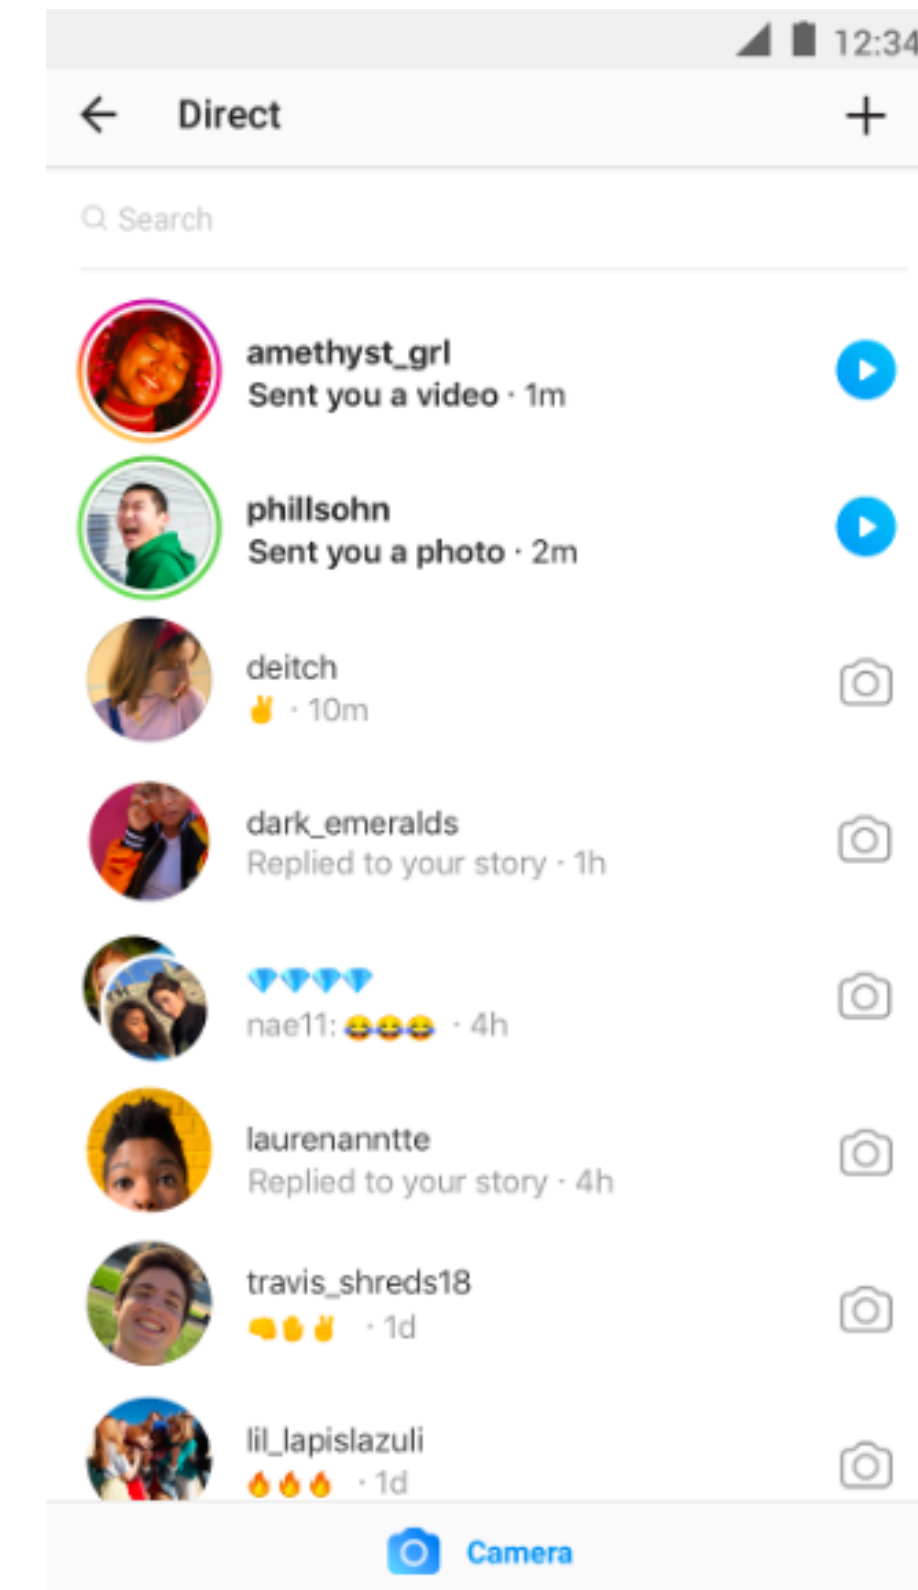 12:34
Direct
Search
amethyst_grl
Sent you a video · 1m
phillsohn
Sent you a photo · 2m
deitch
✌️ · 10m
dark_emeralds
Replied to your story · 1h
💎💎💎💎
nae11: 😂😂😂 · 4h
laurenanntte
Replied to your story · 4h
travis_shreds18
👊✋✌️ · 1d
lil_lapislazuli
🔥🔥🔥 · 1d
Camera